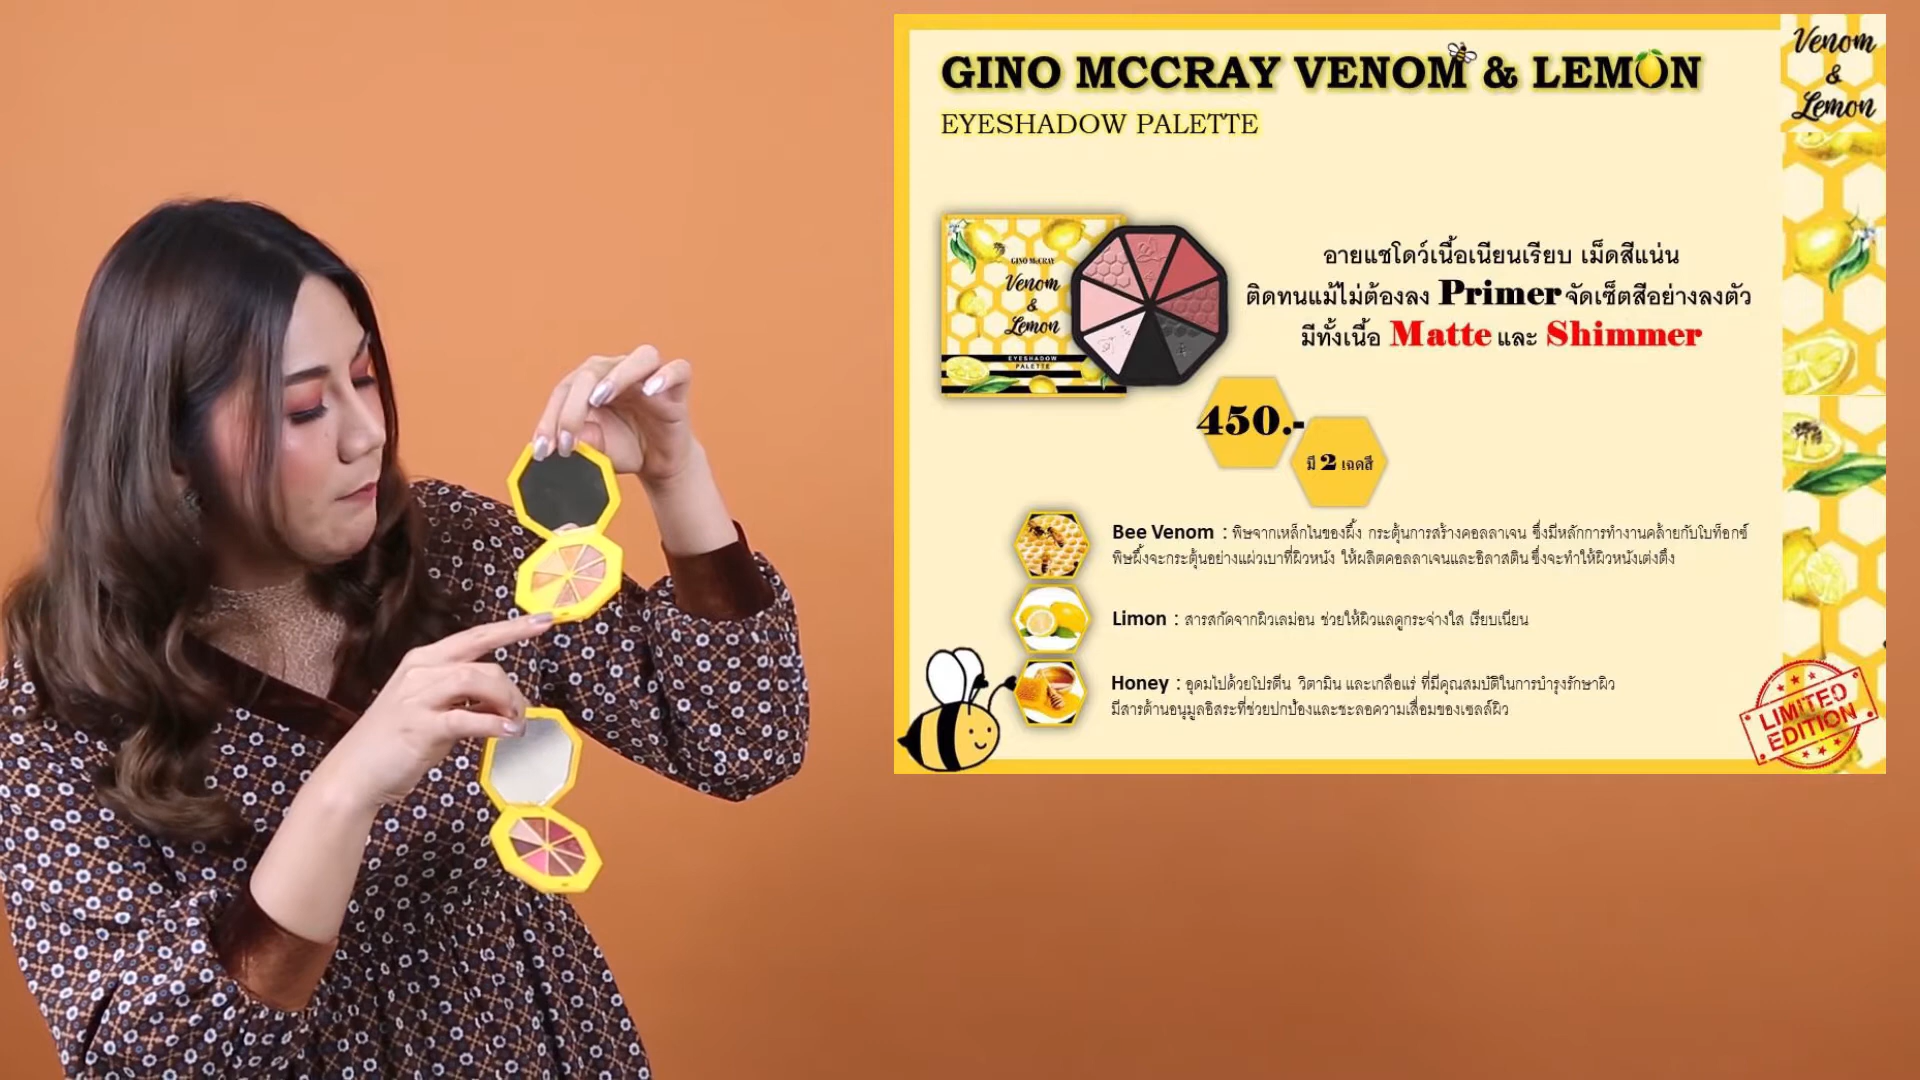 GINO MCCRAY VENOM & LEMON
EYESHADOW PALETTE
Venom
&
Lemon
GINO McCRAY
Venom
&
Lemon
EYESHADOW
PALETTE
อายแชโดว์เนื้อเนียนเรียบ เม็ดสีแน่น
ติดทนแม้ไม่ต้องลง Primer จัดเซ็ตสีอย่างลงตัว
มีทั้งเนื้อ Matte และ Shimmer
450.-
มี 2 เฉดสี
Bee Venom : พิษจากเหล็กไนของผึ้ง กระตุ้นการสร้างคอลลาเจน ซึ่งมีหลักการทำงานคล้ายกับโบท็อกซ์
พิษผึ้งจะกระตุ้นอย่างแผ่วเบาที่ผิวหนัง ให้ผลิตคอลลาเจนและอิลาสติน ซึ่งจะทำให้ผิวหนังเต่งตึง
Limon : สารสกัดจากผิวเลม่อน ช่วยให้ผิวแลดูกระจ่างใส เรียบเนียน
Honey : อุดมไปด้วยโปรตีน วิตามิน และเกลือแร่ ที่มีคุณสมบัติในการบำรุงรักษาผิว
มีสารต้านอนุมูลอิสระที่ช่วยปกป้องและชะลอความเสื่อมของเซลล์ผิว
LIMITED
EDITION